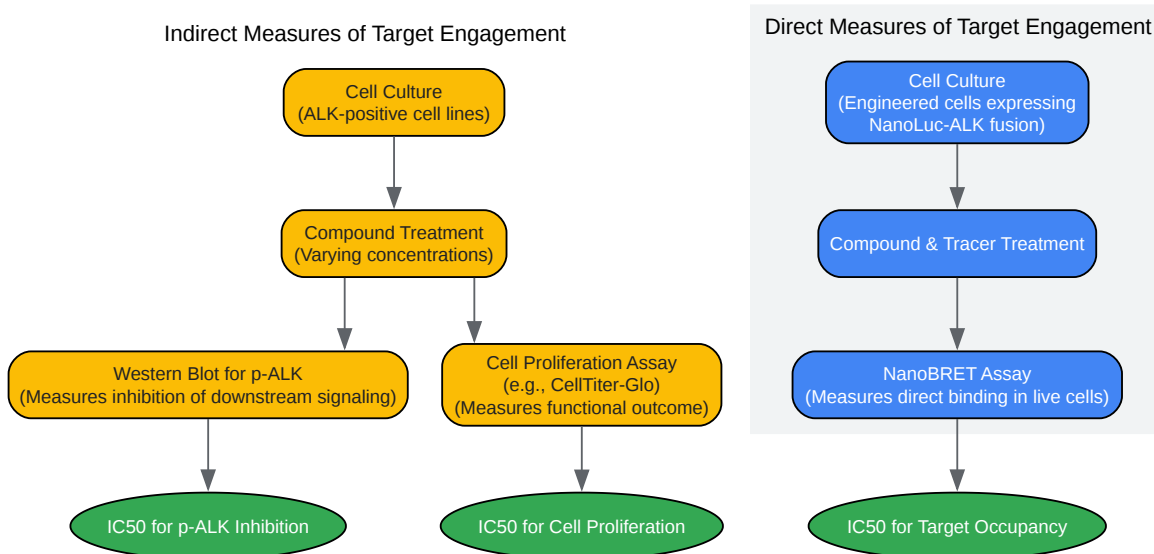 Indirect Measures of Target Engagement
Cell Culture
(ALK-positive cell lines)
Compound Treatment
(Varying concentrations)
Western Blot for p-ALK
(Measures inhibition of downstream signaling)
Cell Proliferation Assay
(e.g., CellTiter-Glo)
(Measures functional outcome)
IC50 for p-ALK Inhibition
IC50 for Cell Proliferation
Direct Measures of Target Engagement
Cell Culture
(Engineered cells expressing
NanoLuc-ALK fusion)
Compound & Tracer Treatment
NanoBRET Assay
(Measures direct binding in live cells)
IC50 for Target Occupancy